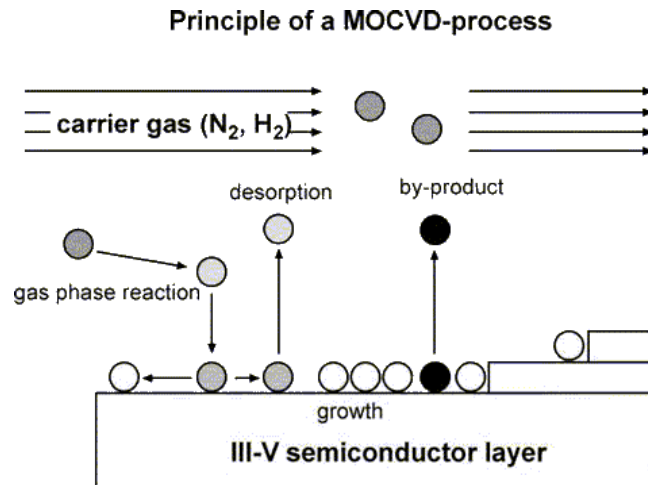 Principle of a MOCVD-process
carrier gas (N₂, H₂)
desorption
by-product
gas phase reaction
growth
III-V semiconductor layer